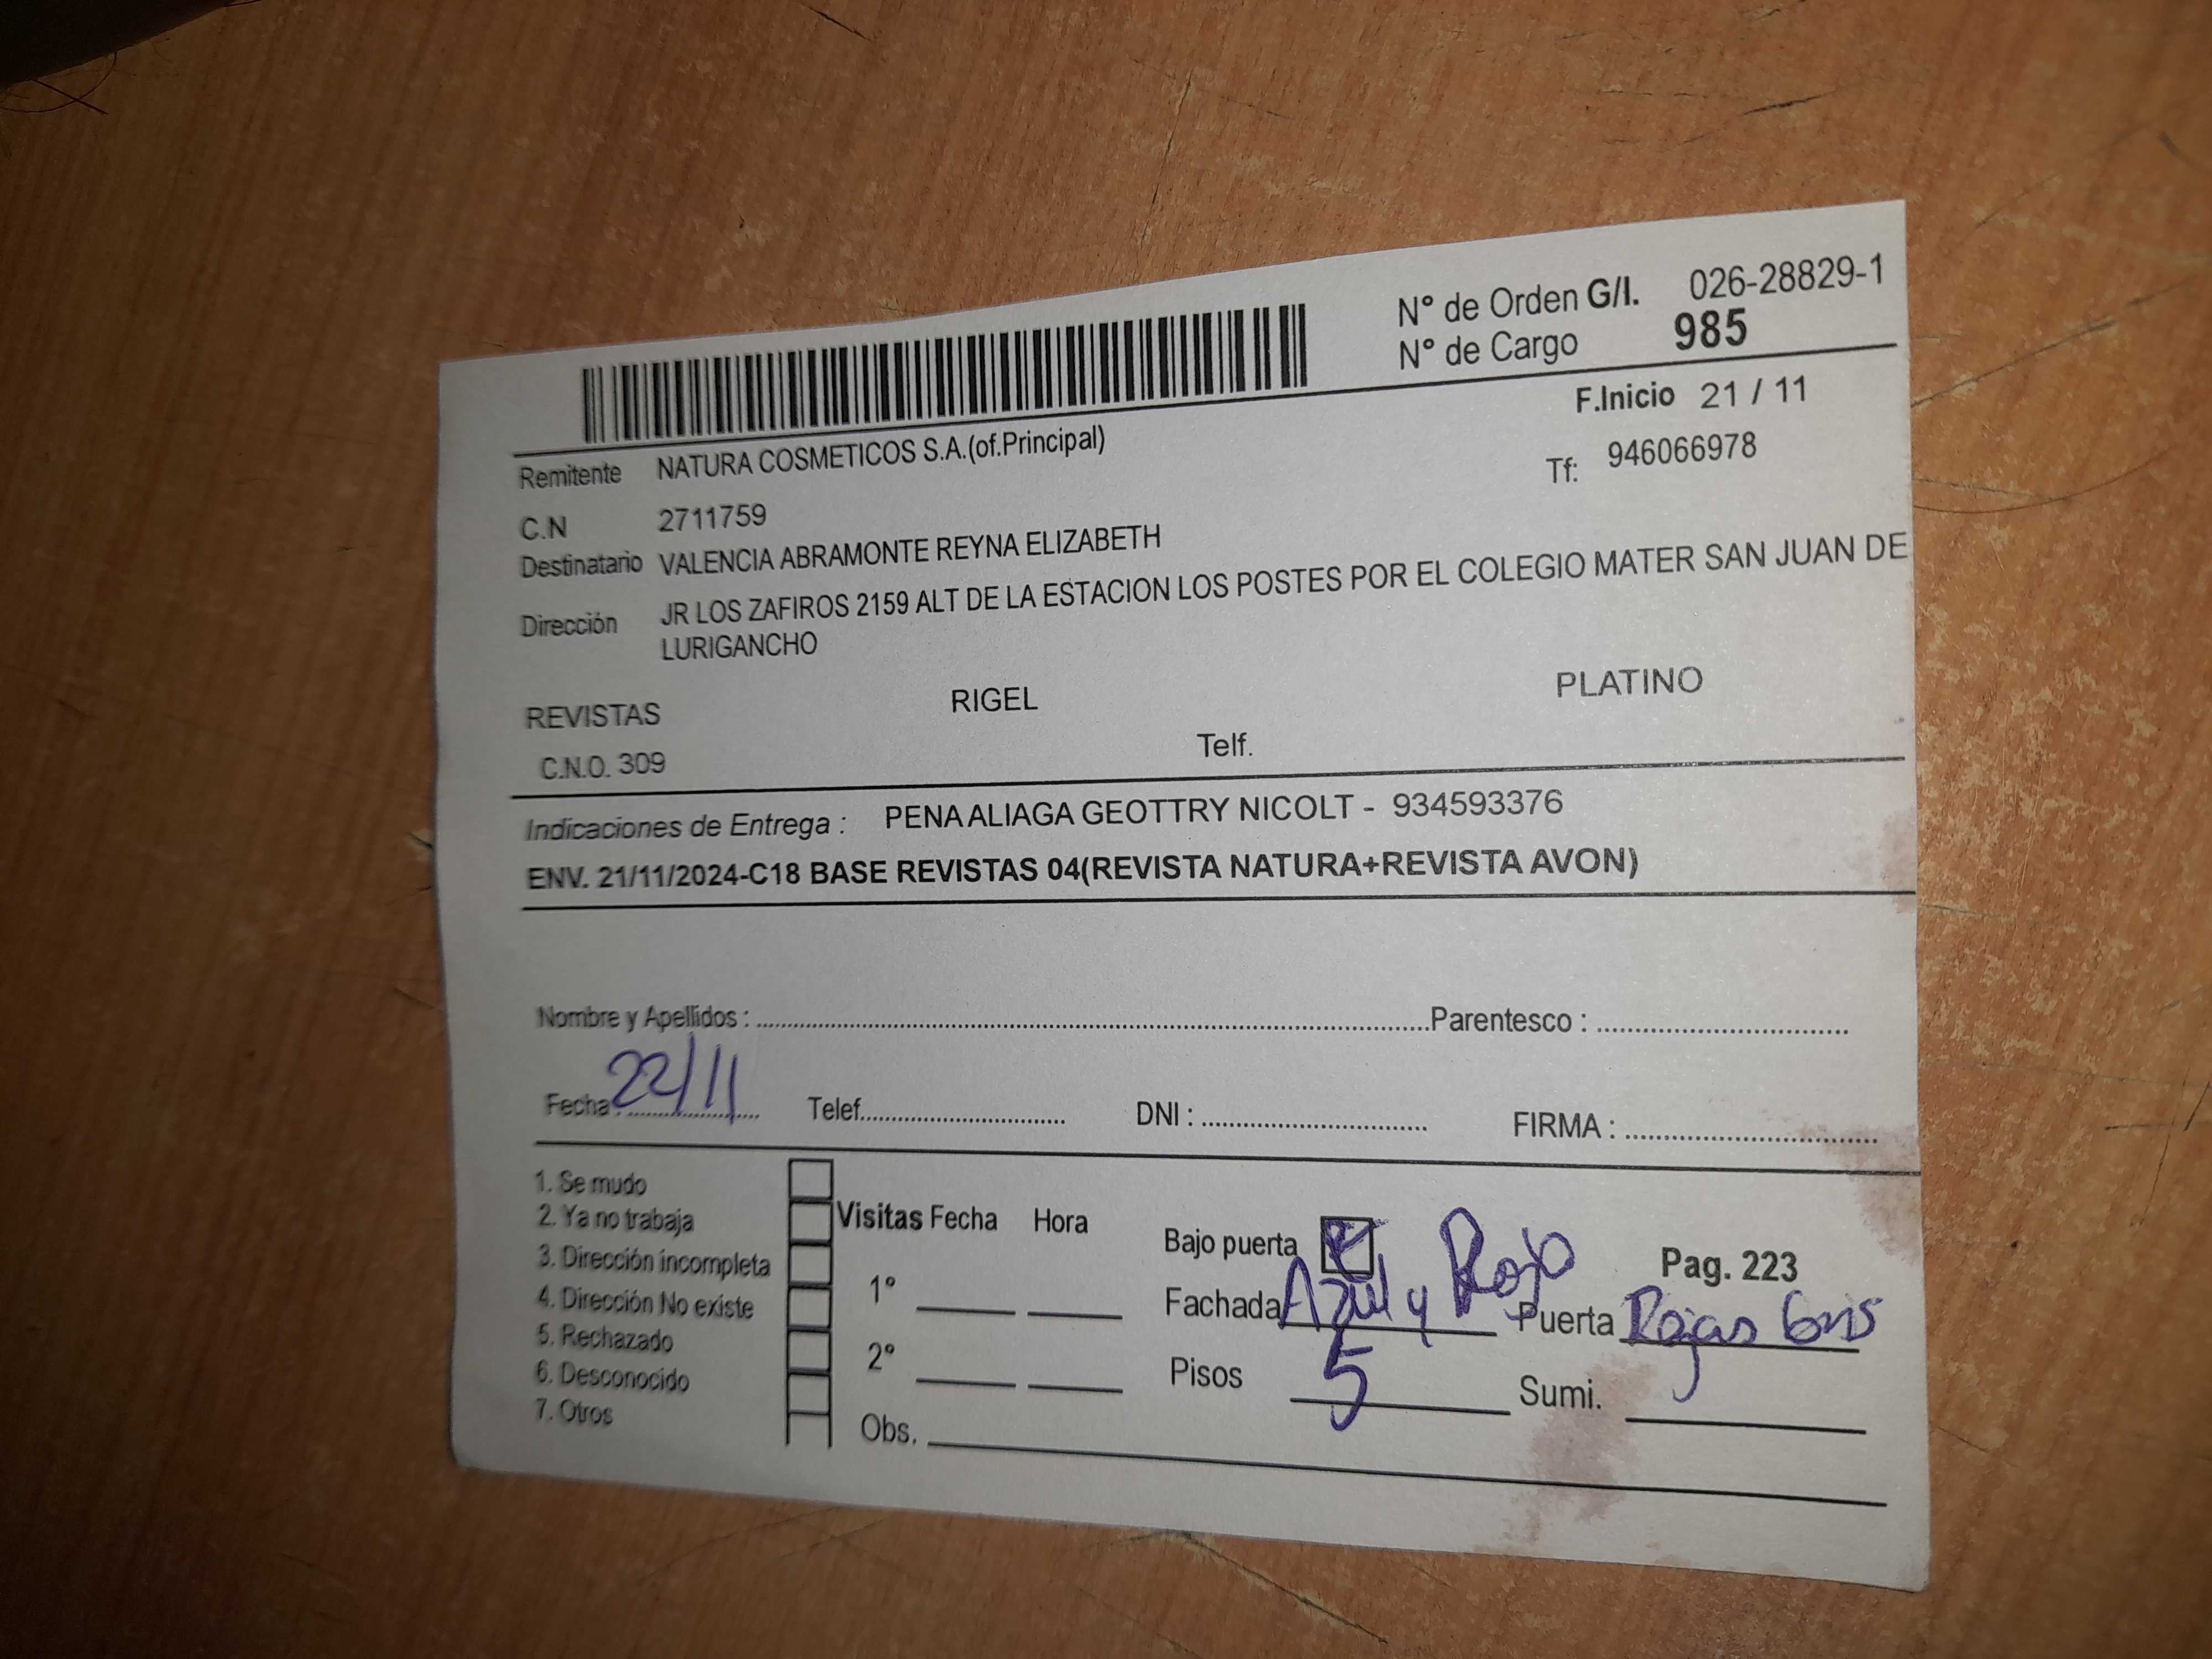 N° de Orden G/I. 026-28829-1
N° de Cargo 985
F.Inicio 21 / 11
Remitente NATURA COSMETICOS S.A.(of.Principal)
Tf: 946066978
C.N 2711759
Destinatario VALENCIA ABRAMONTE REYNA ELIZABETH
Dirección JR LOS ZAFIROS 2159 ALT DE LA ESTACION LOS POSTES POR EL COLEGIO MATER SAN JUAN DE
LURIGANCHO
REVISTAS RIGEL PLATINO
C.N.O. 309 Telf.
Indicaciones de Entrega : PENA ALIAGA GEOTTRY NICOLT - 934593376
ENV. 21/11/2024-C18 BASE REVISTAS 04(REVISTA NATURA+REVISTA AVON)
Nombre y Apellidos : Parentesco :
Fecha : 22/11 Telef. DNI : FIRMA :
1. Se mudo
2. Ya no trabaja
3. Dirección incompleta
4. Dirección No existe
5. Rechazado
6. Desconocido
7. Otros
Visitas Fecha Hora
1°
2°
Obs.
Bajo puerta Pag. 223
Fachada Azul y Rojo Puerta Rejas
Pisos 5 Sumi.